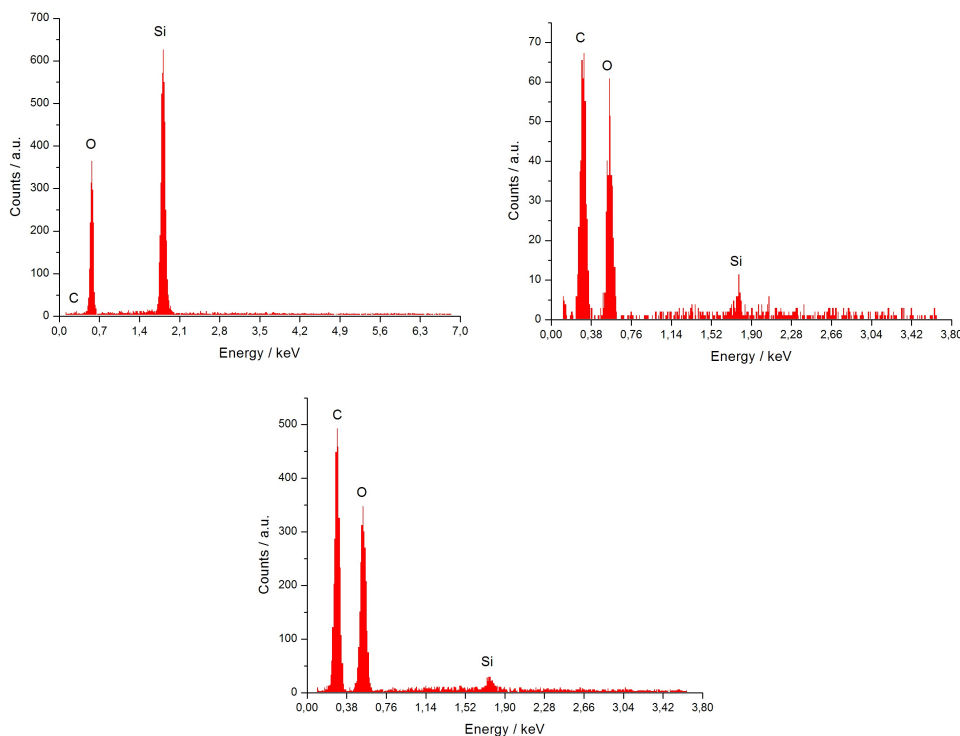 700
600
500
400
300
200
100
0
Counts / a.u.
Si
O
C
0,0 0,7 1,4 2,1 2,8 3,5 4,2 4,9 5,6 6,3 7,0
Energy / keV
70
60
50
40
30
20
10
0
Counts / a.u.
C
O
Si
0,00 0,38 0,76 1,14 1,52 1,90 2,28 2,66 3,04 3,42 3,80
Energy / keV
500
400
300
200
100
0
Counts / a.u.
C
O
Si
0,00 0,38 0,76 1,14 1,52 1,90 2,28 2,66 3,04 3,42 3,80
Energy / keV